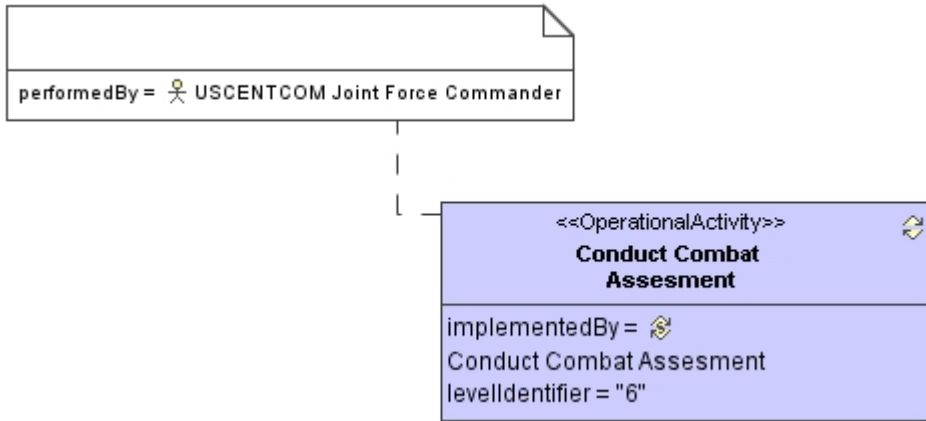 performedBy = USCENTCOM Joint Force Commander
<<OperationalActivity>>
Conduct Combat
Assesment
implementedBy =
Conduct Combat Assesment
levelIdentifier = "6"